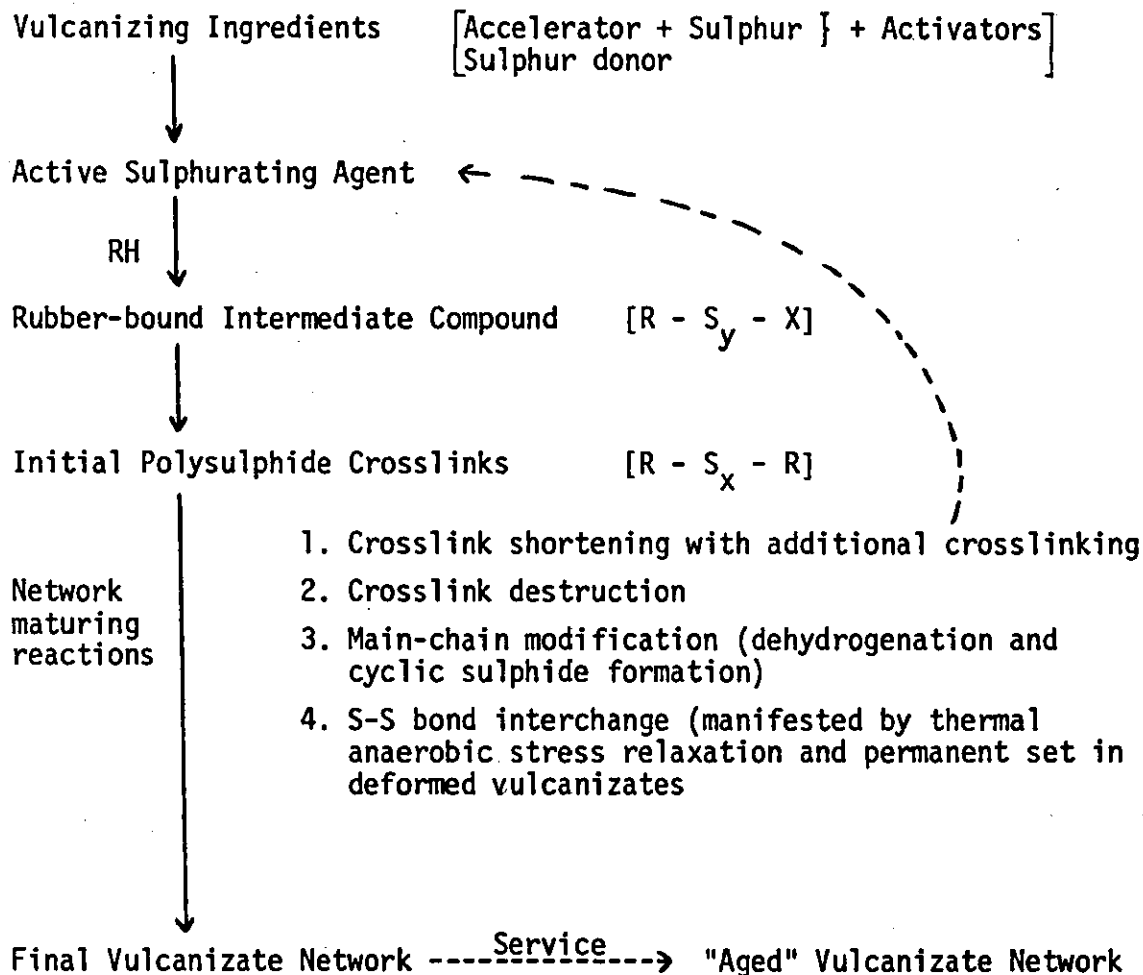 Vulcanizing Ingredients [Accelerator + Sulphur } + Activators]
[Sulphur donor ]
Active Sulphurating Agent
RH
Rubber-bound Intermediate Compound [R - S_y - X]
Initial Polysulphide Crosslinks [R - S_x - R]
Network maturing reactions
1. Crosslink shortening with additional crosslinking
2. Crosslink destruction
3. Main-chain modification (dehydrogenation and
cyclic sulphide formation)
4. S-S bond interchange (manifested by thermal
anaerobic stress relaxation and permanent set in
deformed vulcanizates
Final Vulcanizate Network Service "Aged" Vulcanizate Network